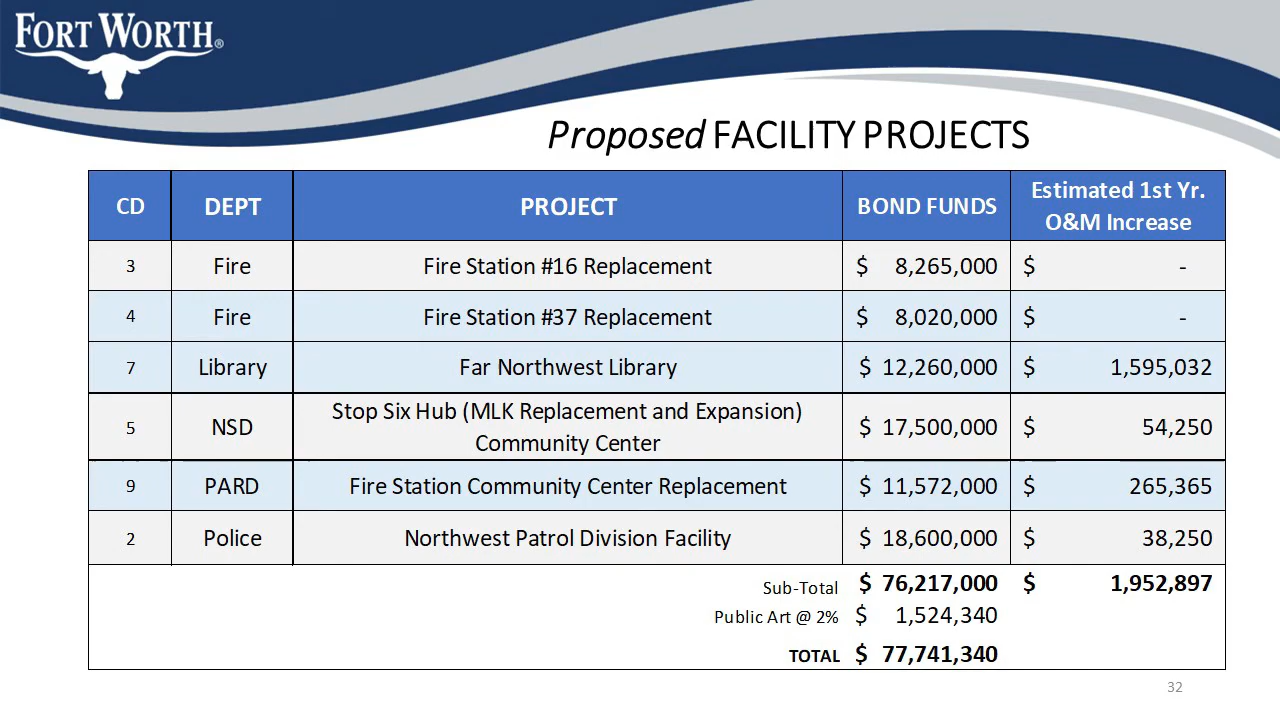 FORT WORTH®
Proposed FACILITY PROJECTS
CD DEPT PROJECT BOND FUNDS Estimated 1st Yr. O&M Increase
3 Fire Fire Station #16 Replacement $ 8,265,000 $ -
4 Fire Fire Station #37 Replacement $ 8,020,000 $ -
7 Library Far Northwest Library $ 12,260,000 $ 1,595,032
5 NSD Stop Six Hub (MLK Replacement and Expansion) Community Center $ 17,500,000 $ 54,250
9 PARD Fire Station Community Center Replacement $ 11,572,000 $ 265,365
2 Police Northwest Patrol Division Facility $ 18,600,000 $ 38,250
Sub-Total $ 76,217,000 $ 1,952,897
Public Art @ 2% $ 1,524,340
TOTAL $ 77,741,340
32